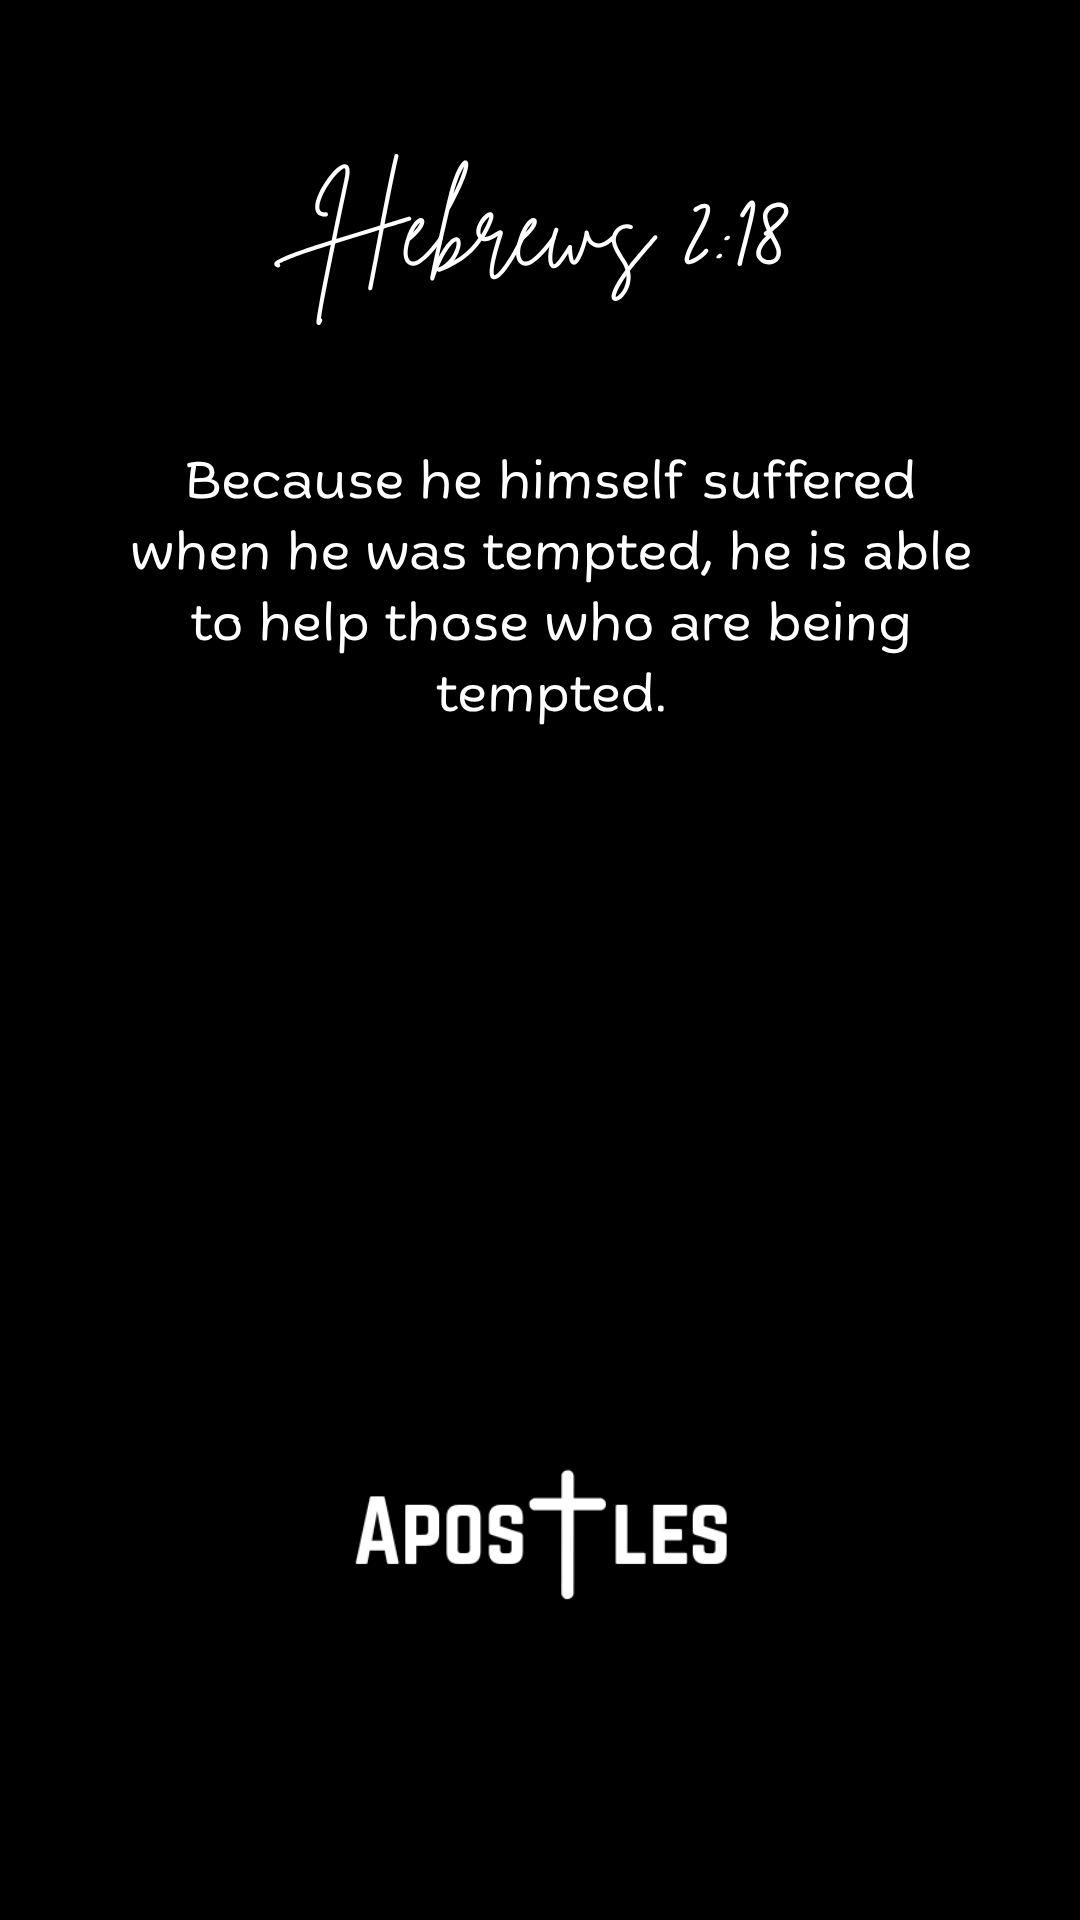 Hebrews 2:18
Because he himself suffered
when he was tempted, he is able
to help those who are being
tempted.
Apostles